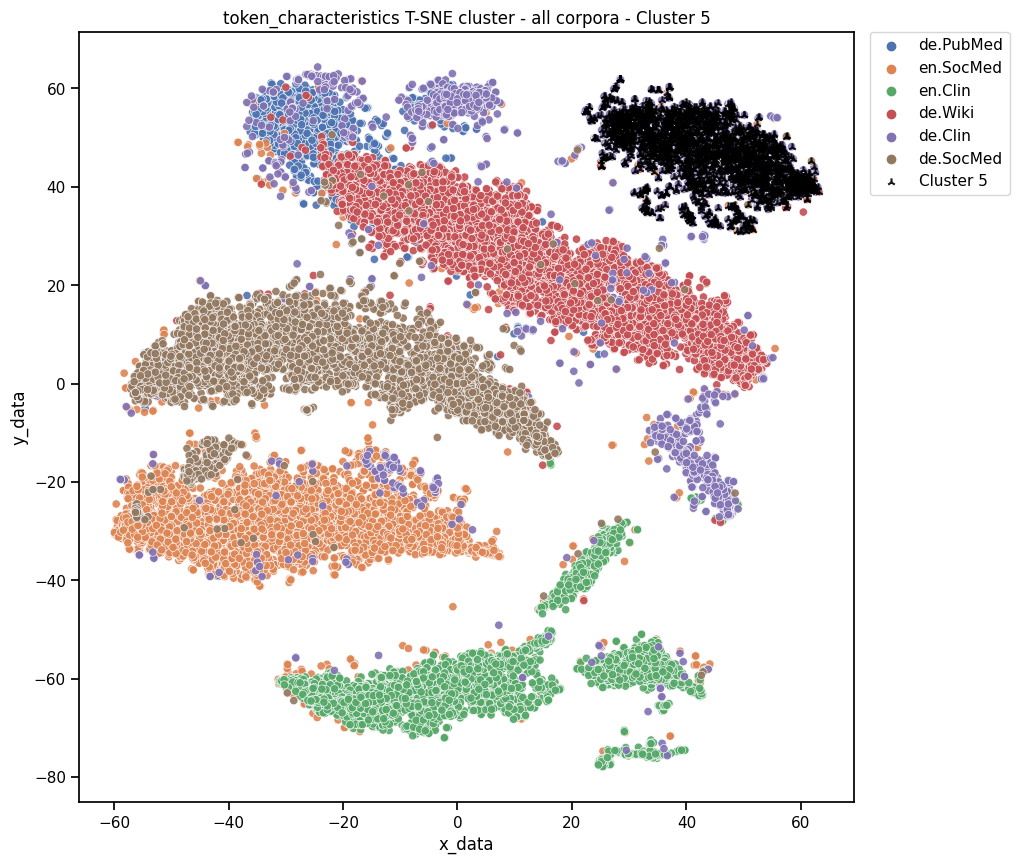 token_characteristics T-SNE cluster - all corpora - Cluster 5
de.PubMed
en.SocMed
en.Clin
de.Wiki
de.Clin
de.SocMed
Cluster 5
y_data
60
40
20
0
−20
−40
−60
−80
−60
−40
−20
0
20
40
60
x_data